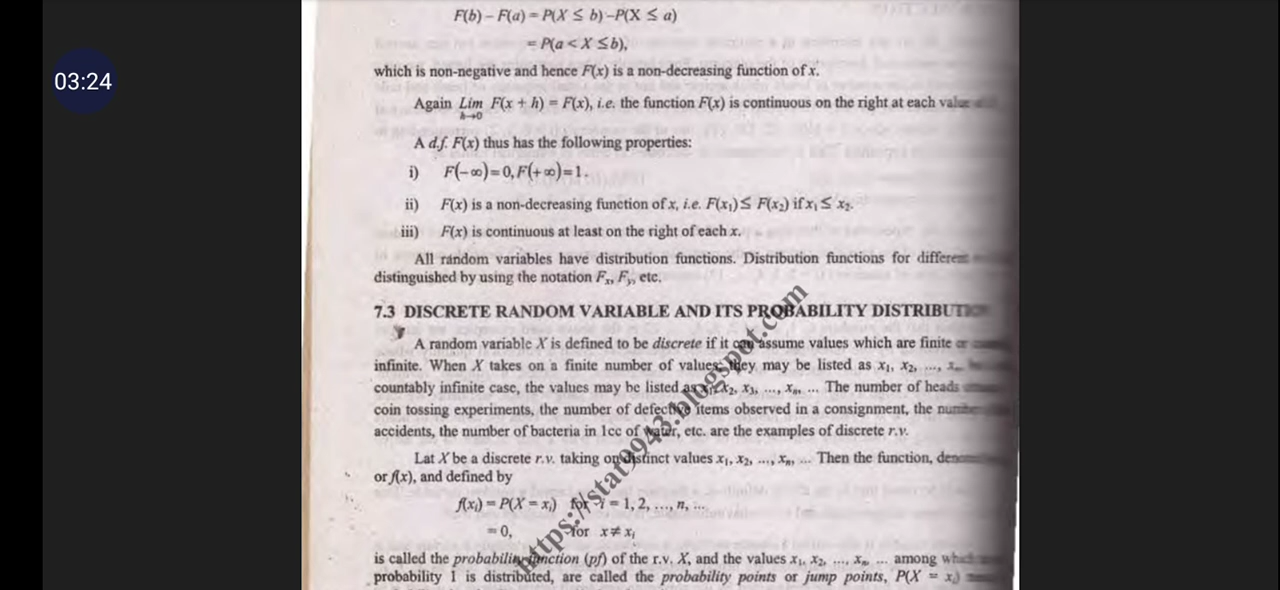 03:24
F(b) – F(a) = P(X ≤ b) –P(X ≤ a)
= P(a < X ≤b),
which is non-negative and hence F(x) is a non-decreasing function of x.
Again Lim F(x + h) = F(x), i.e. the function F(x) is continuous on the right at each value
h→0
A d.f. F(x) thus has the following properties:
i) F(–∞)=0, F(+∞)=1.
ii) F(x) is a non-decreasing function of x, i.e. F(x₁)≤ F(x₂) if x₁≤ x₂.
iii) F(x) is continuous at least on the right of each x.
All random variables have distribution functions. Distribution functions for different
distinguished by using the notation Fₓ, Fᵧ, etc.
7.3 DISCRETE RANDOM VARIABLE AND ITS PROBABILITY DISTRIBUTION
A random variable X is defined to be discrete if it can assume values which are finite or
infinite. When X takes on a finite number of values, they may be listed as x₁, x₂, ...,
countably infinite case, the values may be listed as x₁, x₂, x₃, ..., xₙ, ... The number of heads
coin tossing experiments, the number of defective items observed in a consignment, the number
accidents, the number of bacteria in 1cc of water, etc. are the examples of discrete r.v.
Lat X be a discrete r.v. taking on distinct values x₁, x₂, ..., xₙ, ... Then the function,
or f(x), and defined by
f(xᵢ) = P(X = xᵢ) for i = 1, 2, ..., n, ...
= 0, for x ≠ xᵢ
is called the probability function (pf) of the r.v. X, and the values x₁, x₂, ..., xₙ, ... among
probability 1 is distributed, are called the probability points or jump points, P(X = xᵢ)
https://stat9943.blogspot.com